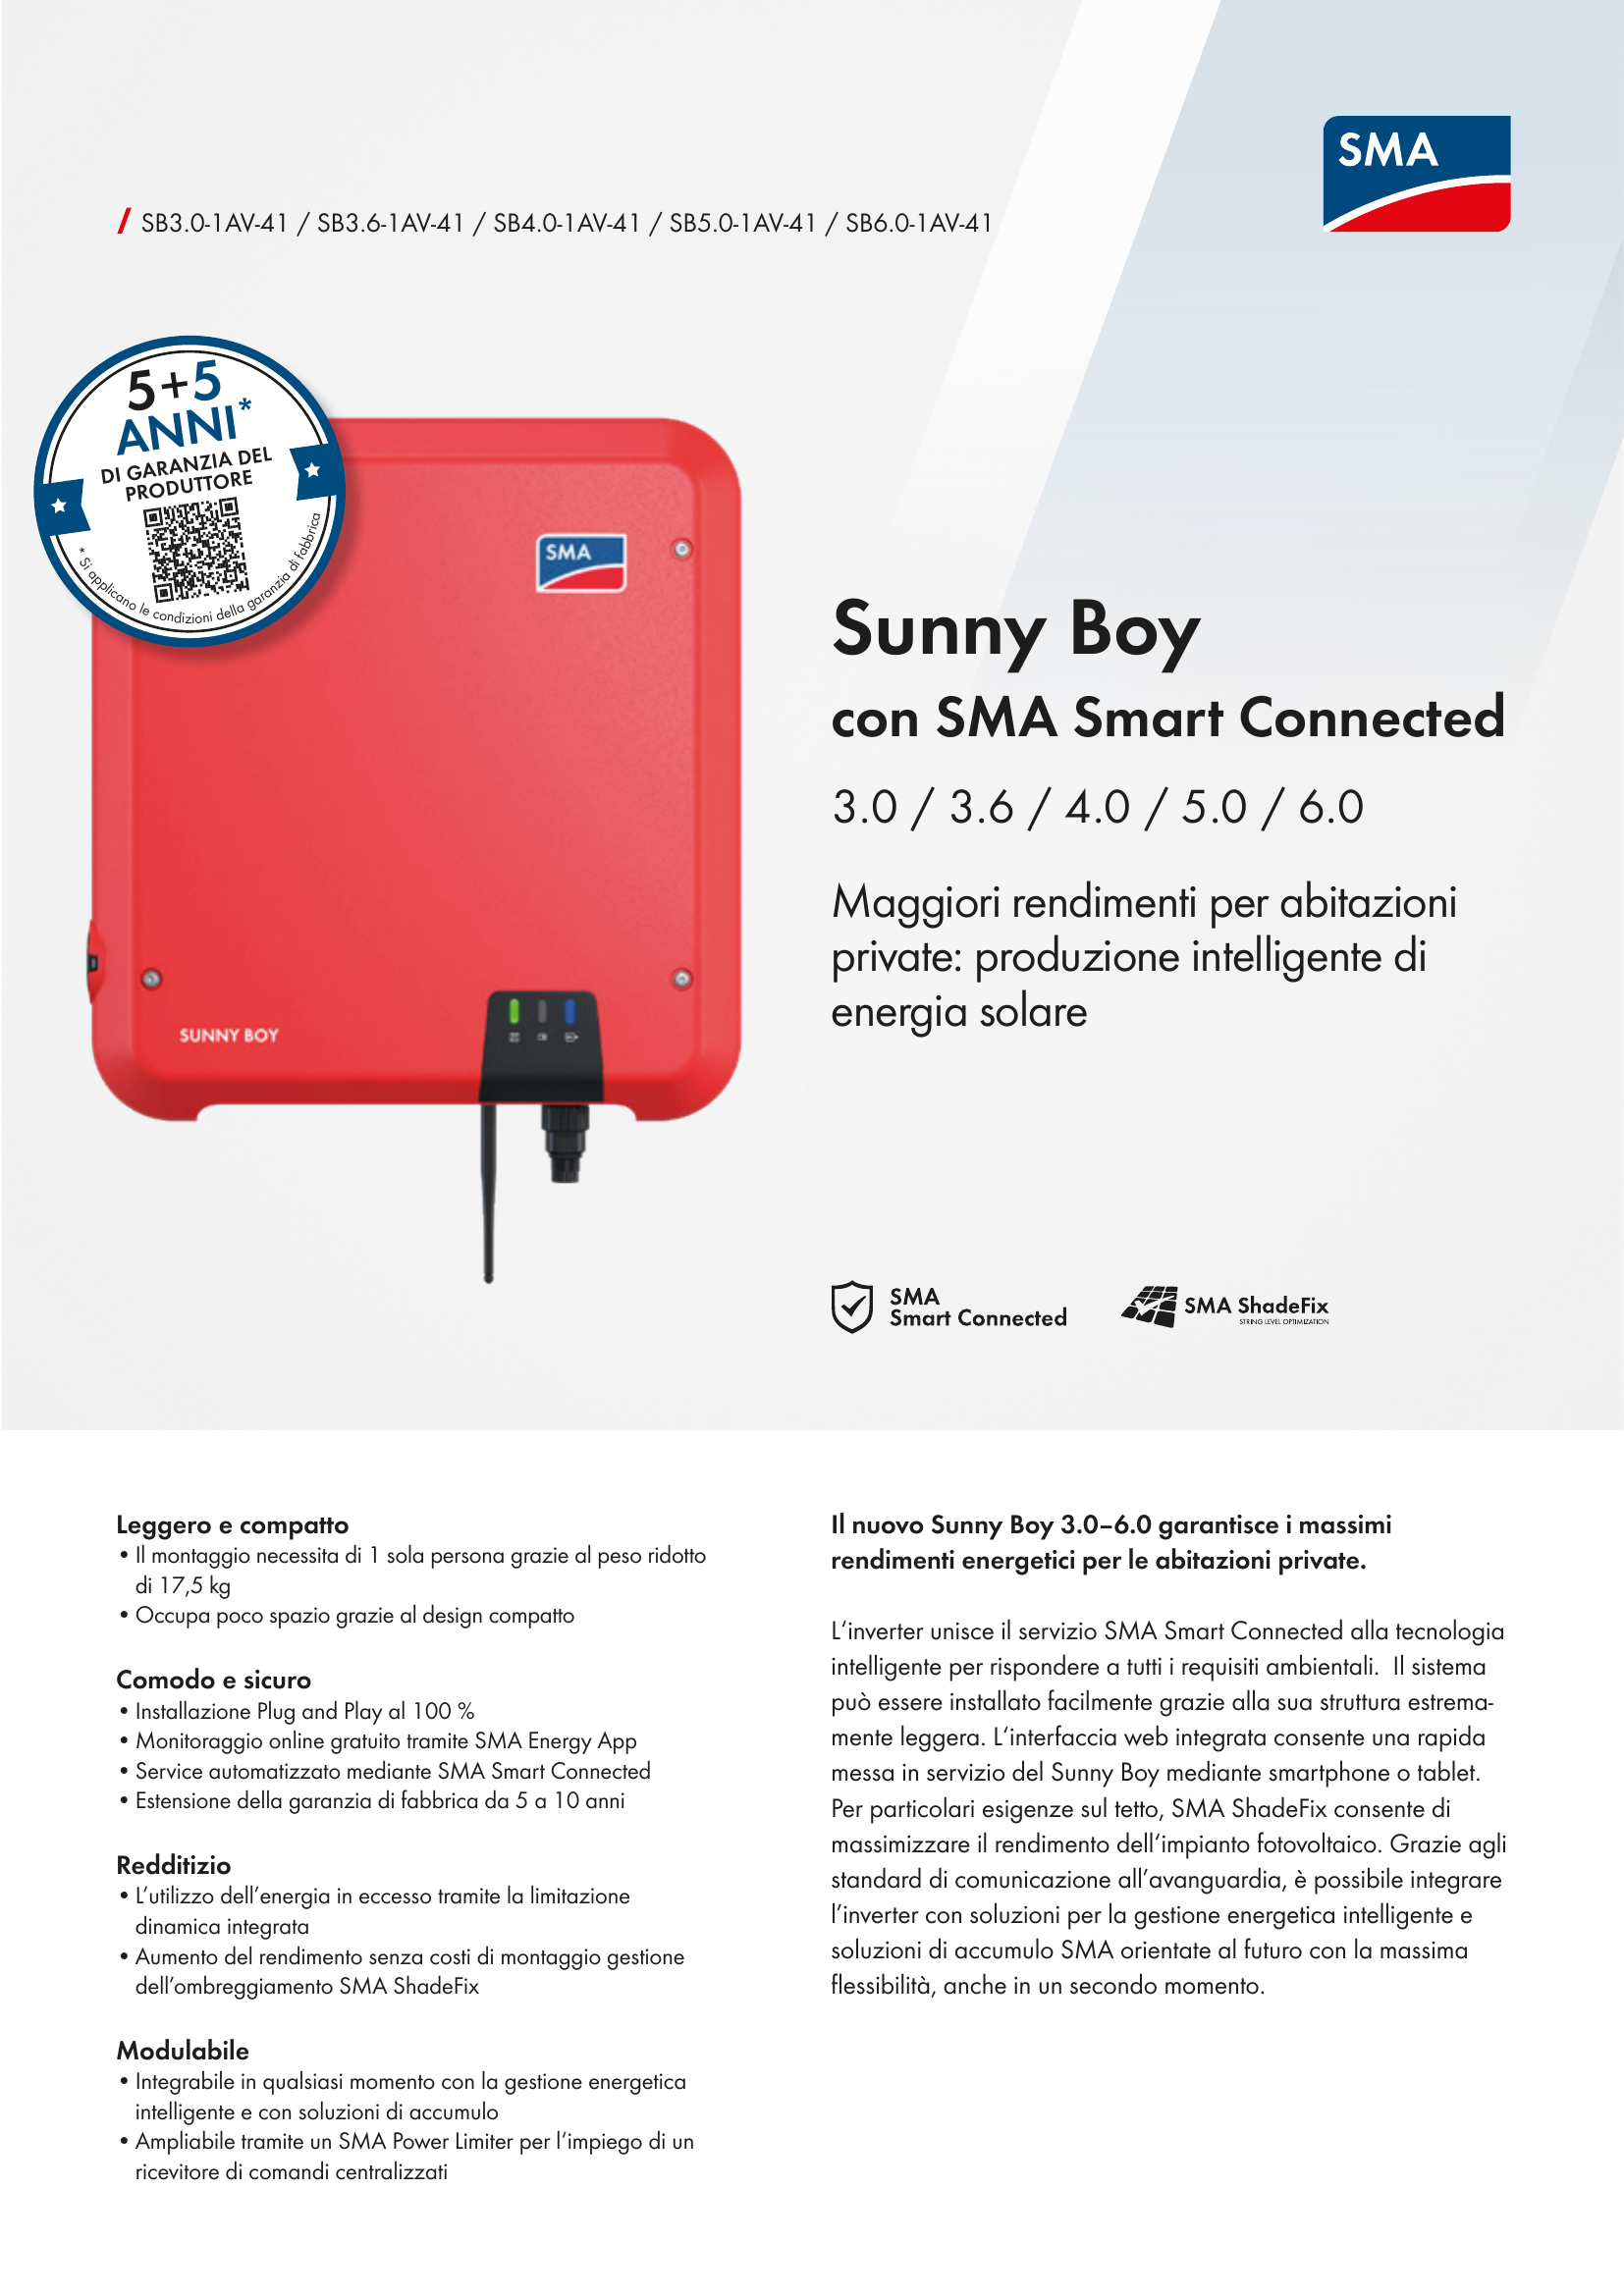 SMA
/ SB3.0-1AV-41 / SB3.6-1AV-41 / SB4.0-1AV-41 / SB5.0-1AV-41 / SB6.0-1AV-41
5+5
ANNI*
DI GARANZIA DEL
PRODUTTORE
* Si applicano le condizioni della garanzia di fabbrica
SMA
SUNNY BOY
Sunny Boy
con SMA Smart Connected
3.0 / 3.6 / 4.0 / 5.0 / 6.0
Maggiori rendimenti per abitazioni
private: produzione intelligente di
energia solare
SMA
Smart Connected
SMA ShadeFix
STRING LEVEL OPTIMIZATION
Leggero e compatto
• Il montaggio necessita di 1 sola persona grazie al peso ridotto
di 17,5 kg
• Occupa poco spazio grazie al design compatto
Comodo e sicuro
• Installazione Plug and Play al 100 %
• Monitoraggio online gratuito tramite SMA Energy App
• Service automatizzato mediante SMA Smart Connected
• Estensione della garanzia di fabbrica da 5 a 10 anni
Redditizio
• L’utilizzo dell’energia in eccesso tramite la limitazione
dinamica integrata
• Aumento del rendimento senza costi di montaggio gestione
dell’ombreggiamento SMA ShadeFix
Modulabile
• Integrabile in qualsiasi momento con la gestione energetica
intelligente e con soluzioni di accumulo
• Ampliabile tramite un SMA Power Limiter per l‘impiego di un
ricevitore di comandi centralizzati
Il nuovo Sunny Boy 3.0–6.0 garantisce i massimi
rendimenti energetici per le abitazioni private.
L‘inverter unisce il servizio SMA Smart Connected alla tecnologia
intelligente per rispondere a tutti i requisiti ambientali.  Il sistema
può essere installato facilmente grazie alla sua struttura estrema-
mente leggera. L‘interfaccia web integrata consente una rapida
messa in servizio del Sunny Boy mediante smartphone o tablet.
Per particolari esigenze sul tetto, SMA ShadeFix consente di
massimizzare il rendimento dell‘impianto fotovoltaico. Grazie agli
standard di comunicazione all’avanguardia, è possibile integrare
l’inverter con soluzioni per la gestione energetica intelligente e
soluzioni di accumulo SMA orientate al futuro con la massima
flessibilità, anche in un secondo momento.